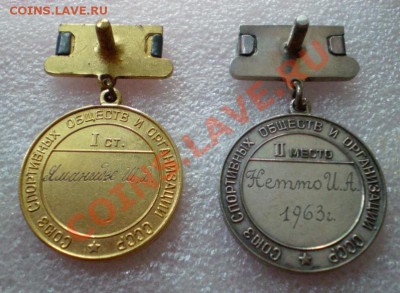 COINS.LAVE.RU
СОЮЗ СПОРТИВНЫХ ОБЩЕСТВ И ОРГАНИЗАЦИЙ СССР
I СТ.
СОЮЗ СПОРТИВНЫХ ОБЩЕСТВ И ОРГАНИЗАЦИЙ СССР
II МЕСТО
Нетто И.А.
1963г.
COINS.LAVE.RU